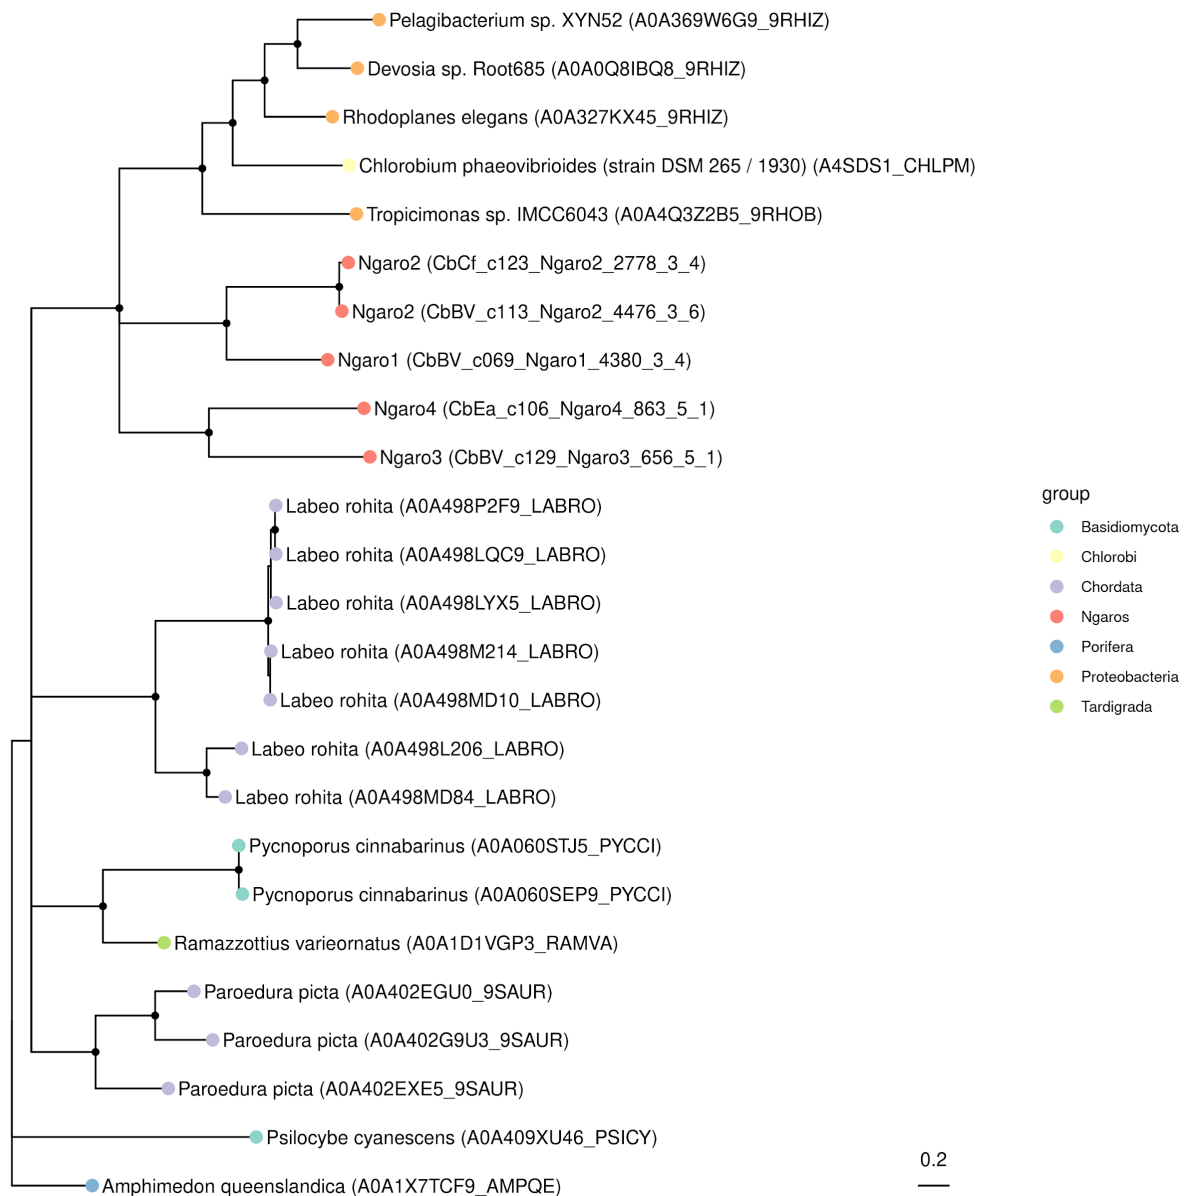 Pelagibacterium sp. XYN52 (A0A369W6G9_9RHIZ)
Devosia sp. Root685 (A0A0Q8IBQ8_9RHIZ)
Rhodoplanes elegans (A0A327KX45_9RHIZ)
Chlorobium phaeovibrioides (strain DSM 265 / 1930) (A4SDS1_CHLPM)
Tropicimonas sp. IMCC6043 (A0A4Q3Z2B5_9RHOB)
Ngaro2 (CbCf_c123_Ngaro2_2778_3_4)
Ngaro2 (CbBV_c113_Ngaro2_4476_3_6)
Ngaro1 (CbBV_c069_Ngaro1_4380_3_4)
Ngaro4 (CbEa_c106_Ngaro4_863_5_1)
Ngaro3 (CbBV_c129_Ngaro3_656_5_1)
Labeo rohita (A0A498P2F9_LABRO)
Labeo rohita (A0A498LQC9_LABRO)
Labeo rohita (A0A498LYX5_LABRO)
Labeo rohita (A0A498M214_LABRO)
Labeo rohita (A0A498MD10_LABRO)
Labeo rohita (A0A498L206_LABRO)
Labeo rohita (A0A498MD84_LABRO)
Pycnoporus cinnabarinus (A0A060STJ5_PYCCI)
Pycnoporus cinnabarinus (A0A060SEP9_PYCCI)
Ramazzottius varieornatus (A0A1D1VGP3_RAMVA)
Paroedura picta (A0A402EGU0_9SAUR)
Paroedura picta (A0A402G9U3_9SAUR)
Paroedura picta (A0A402EXE5_9SAUR)
Psilocybe cyanescens (A0A409XU46_PSICY)
Amphimedon queenslandica (A0A1X7TCF9_AMPQE)
group
Basidiomycota
Chlorobi
Chordata
Ngaros
Porifera
Proteobacteria
Tardigrada
0.2